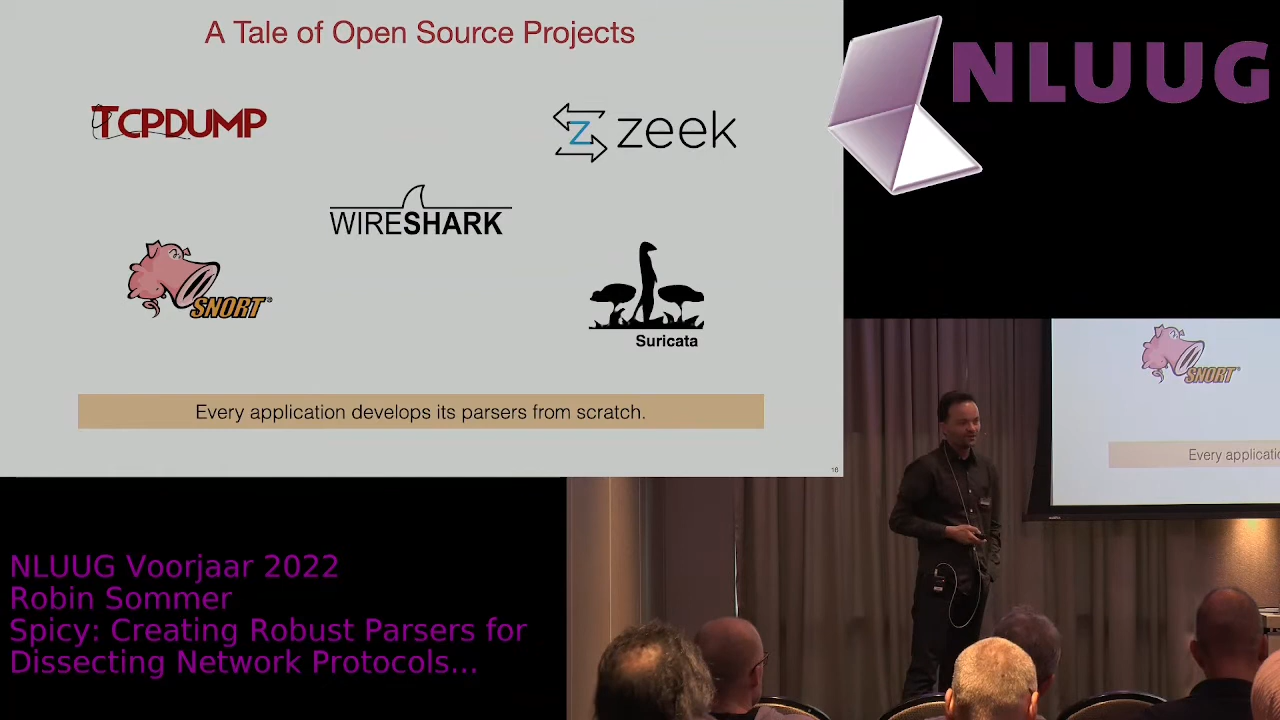 A Tale of Open Source Projects
TCPDUMP
zeek
WIRESHARK
SNORT®
Suricata
Every application develops its parsers from scratch.
16
NLUUG
SNORT
Every applicatio
NLUUG Voorjaar 2022
Robin Sommer
Spicy: Creating Robust Parsers for
Dissecting Network Protocols...